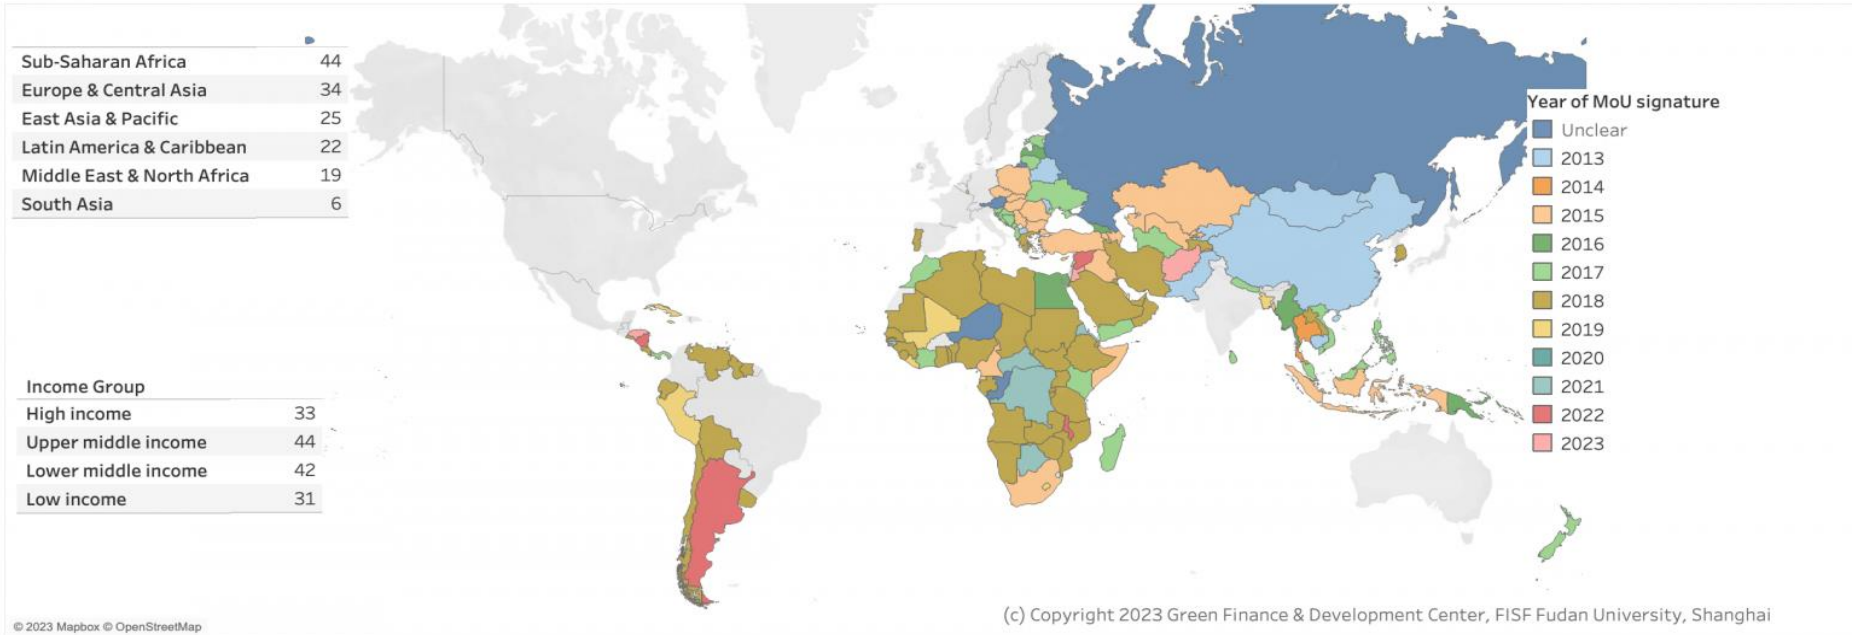 Sub-Saharan Africa 44
Europe & Central Asia 34
East Asia & Pacific 25
Latin America & Caribbean 22
Middle East & North Africa 19
South Asia 6
Income Group
High income 33
Upper middle income 44
Lower middle income 42
Low income 31
Year of MoU signature
Unclear
2013
2014
2015
2016
2017
2018
2019
2020
2021
2022
2023
© 2023 Mapbox © OpenStreetMap
(c) Copyright 2023 Green Finance & Development Center, FISF Fudan University, Shanghai